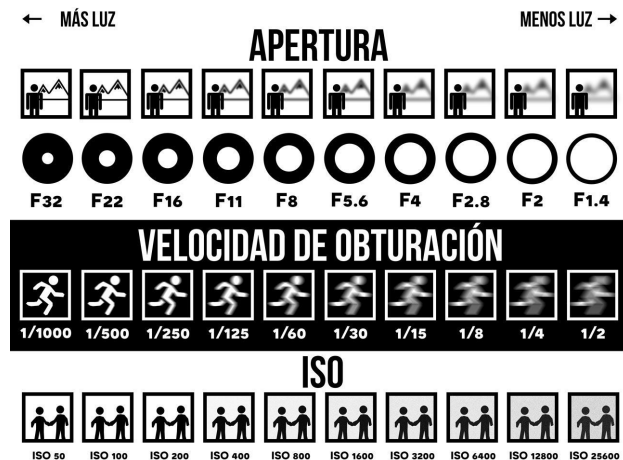 ← MÁS LUZ
MENOS LUZ →
APERTURA
F32 F22 F16 F11 F8 F5.6 F4 F2.8 F2 F1.4
VELOCIDAD DE OBTURACIÓN
1/1000 1/500 1/250 1/125 1/60 1/30 1/15 1/8 1/4 1/2
ISO
ISO 50 ISO 100 ISO 200 ISO 400 ISO 800 ISO 1600 ISO 3200 ISO 6400 ISO 12800 ISO 25600